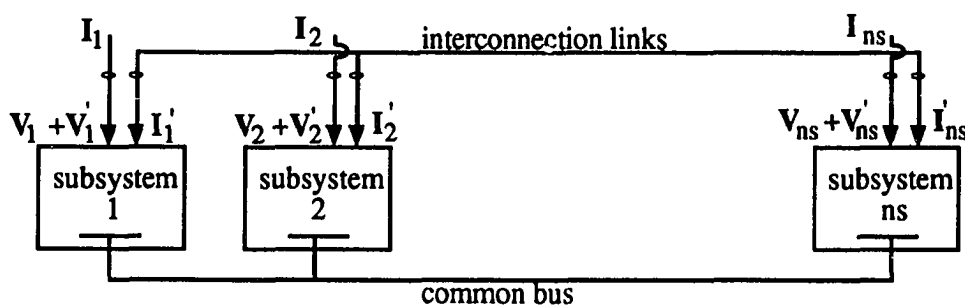 I1 I2 interconnection links Ins
V1 + V1' I1' V2 + V2' I2' Vns + Vns' I'ns
subsystem subsystem subsystem
1 2 ns
common bus